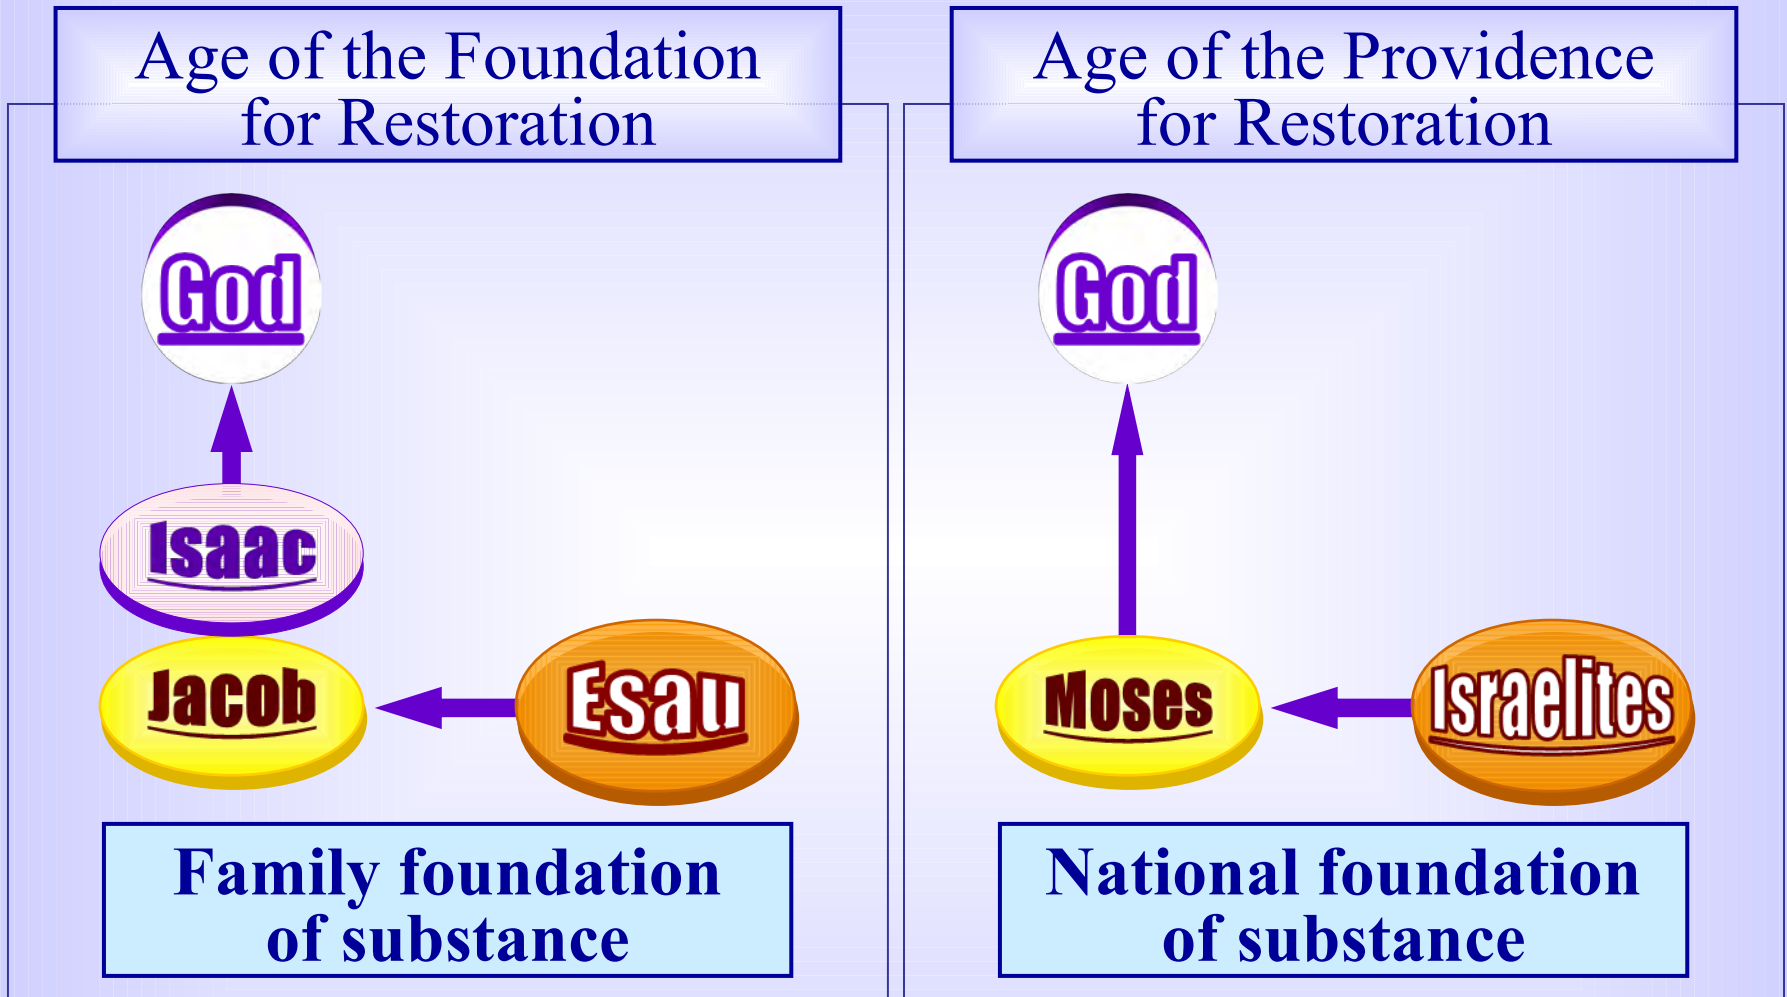 Age of the Foundation
for Restoration
God
Isaac
Jacob
Esau
Family foundation
of substance
Age of the Providence
for Restoration
God
Moses
Israelites
National foundation
of substance